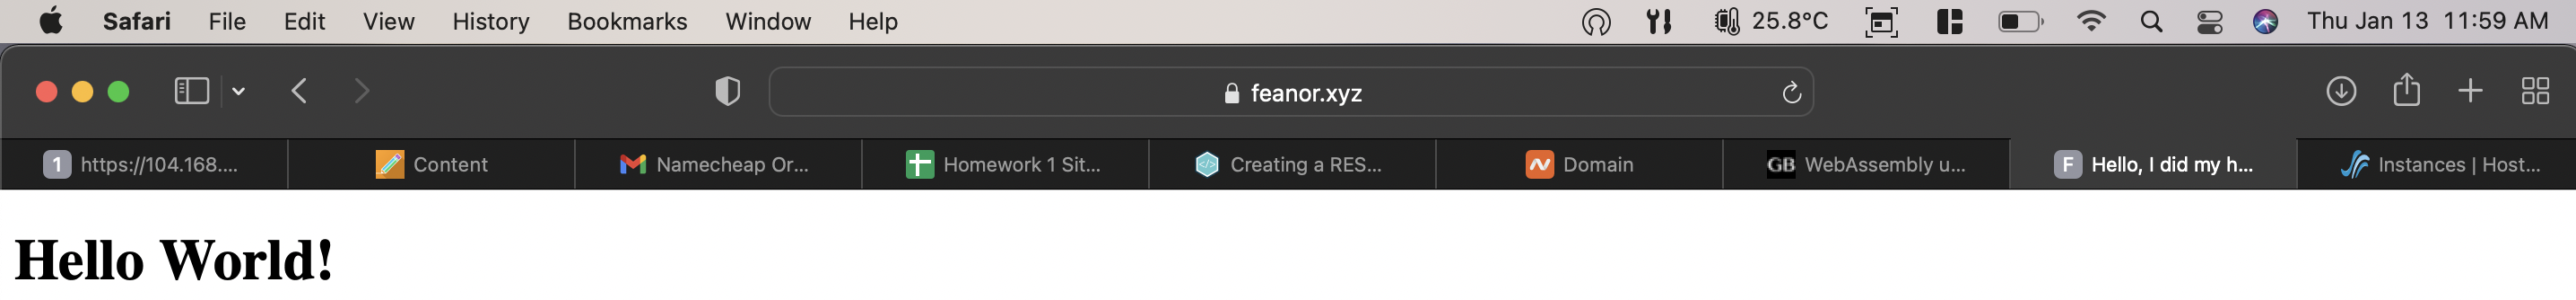 Safari File Edit View History Bookmarks Window Help 25.8°C Thu Jan 13 11:59 AM
feanor.xyz
1 https://104.168.... Content Namecheap Or... Homework 1 Sit... Creating a RES... Domain GB WebAssembly u... F Hello, I did my h... Instances | Host...
Hello World!